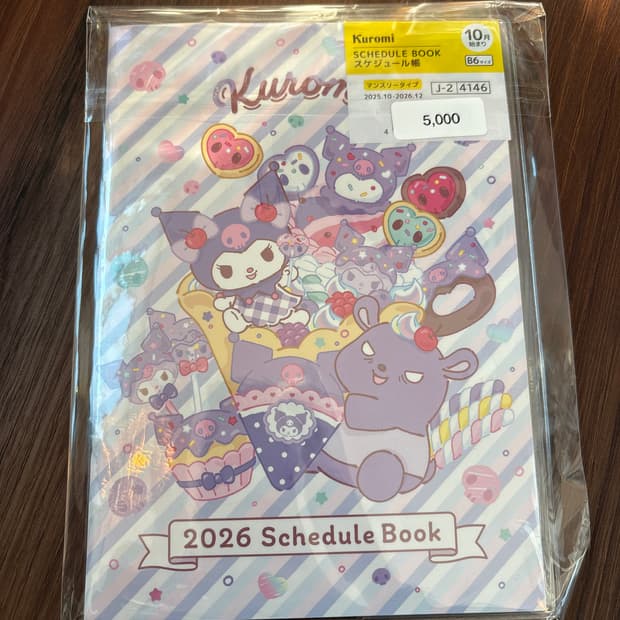 Kuromi
SCHEDULE BOOK
スケジュール帳
10月
始まり
B6サイズ
マンスリータイプ
2025.10-2026.12
J-2 4146
5,000
4
Kuromi
2026 Schedule Book